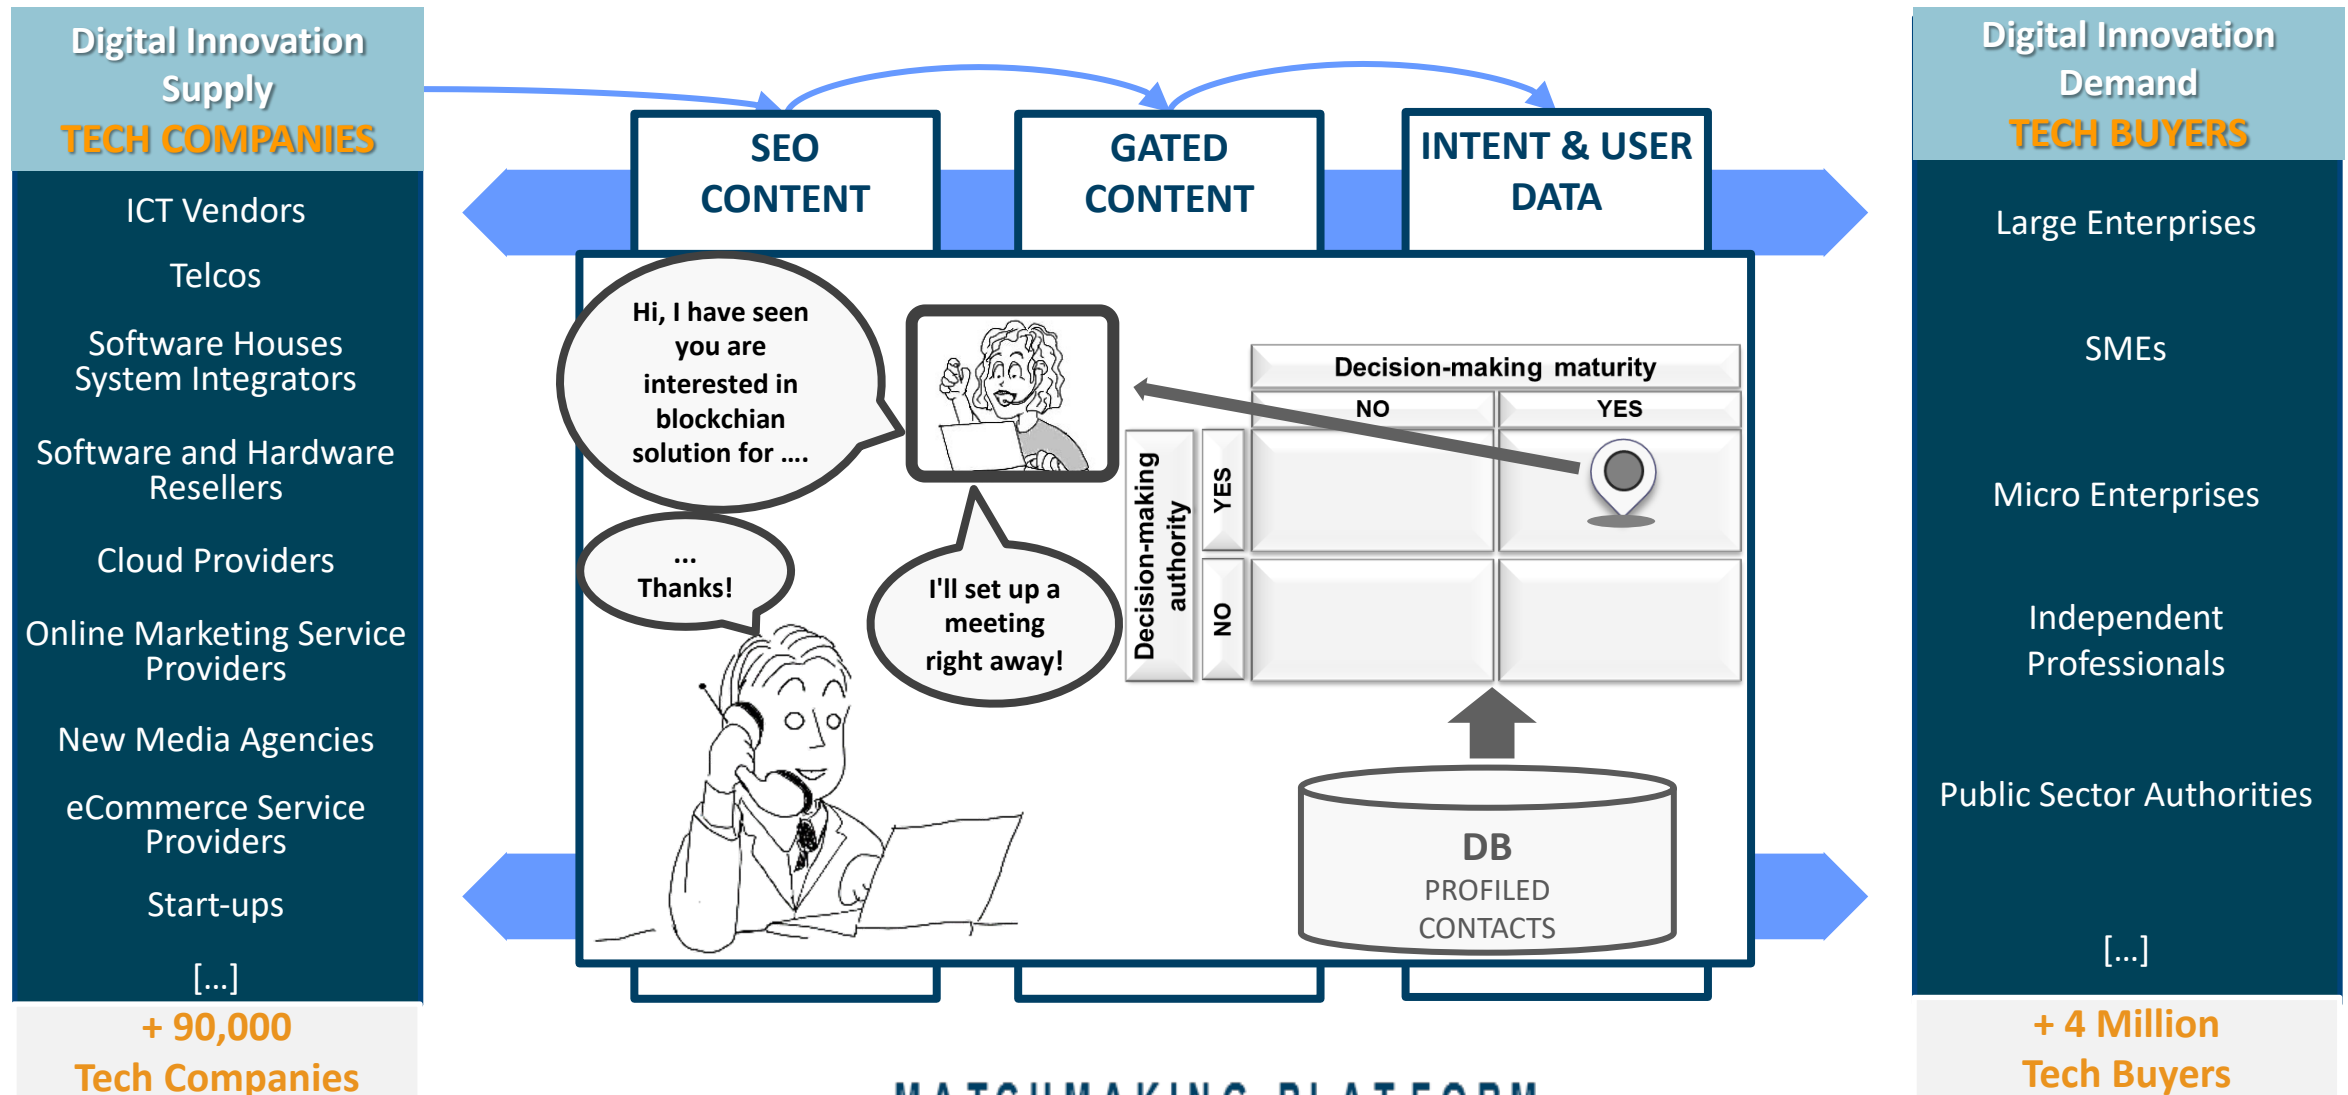 Digital Innovation
Supply
TECH COMPANIES
ICT Vendors
Telcos
Software Houses
System Integrators
Software and Hardware
Resellers
Cloud Providers
Online Marketing Service
Providers
New Media Agencies
eCommerce Service
Providers
Start-ups
[...]
+ 90,000
Tech Companies
SEO
CONTENT
GATED
CONTENT
INTENT & USER
DATA
Hi, I have seen
you are
interested in
blockchian
solution for ....
...
Thanks!
I'll set up a
meeting
right away!
Decision-making maturity
NO
YES
Decision-making
authority
YES
NO
DB
PROFILED
CONTACTS
MATCHMAKING PLATFORM
Digital Innovation
Demand
TECH BUYERS
Large Enterprises
SMEs
Micro Enterprises
Independent
Professionals
Public Sector Authorities
[...]
+ 4 Million
Tech Buyers